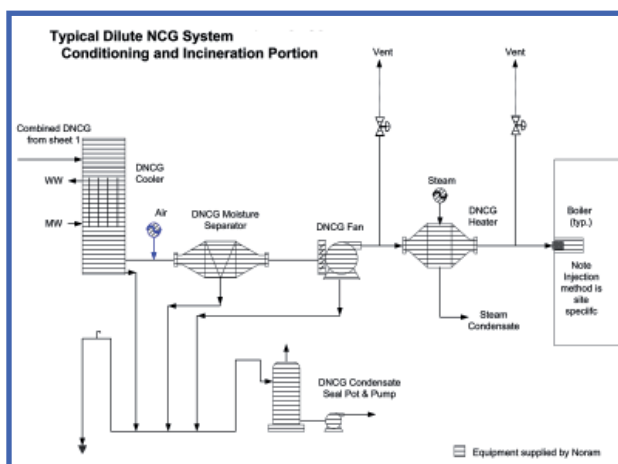 Typical Dilute NCG System
Conditioning and Incineration Portion
Vent
Vent
Combined DNCG
from sheet 1
DNCG
Cooler
WW
MW
Air
DNCG Moisture
Separator
DNCG Fan
Steam
DNCG
Heater
Boiler
(typ.)
Note
Injection
method is
site
specifc
Steam
Condensate
DNCG Condensate
Seal Pot & Pump
Equipment supplied by Noram